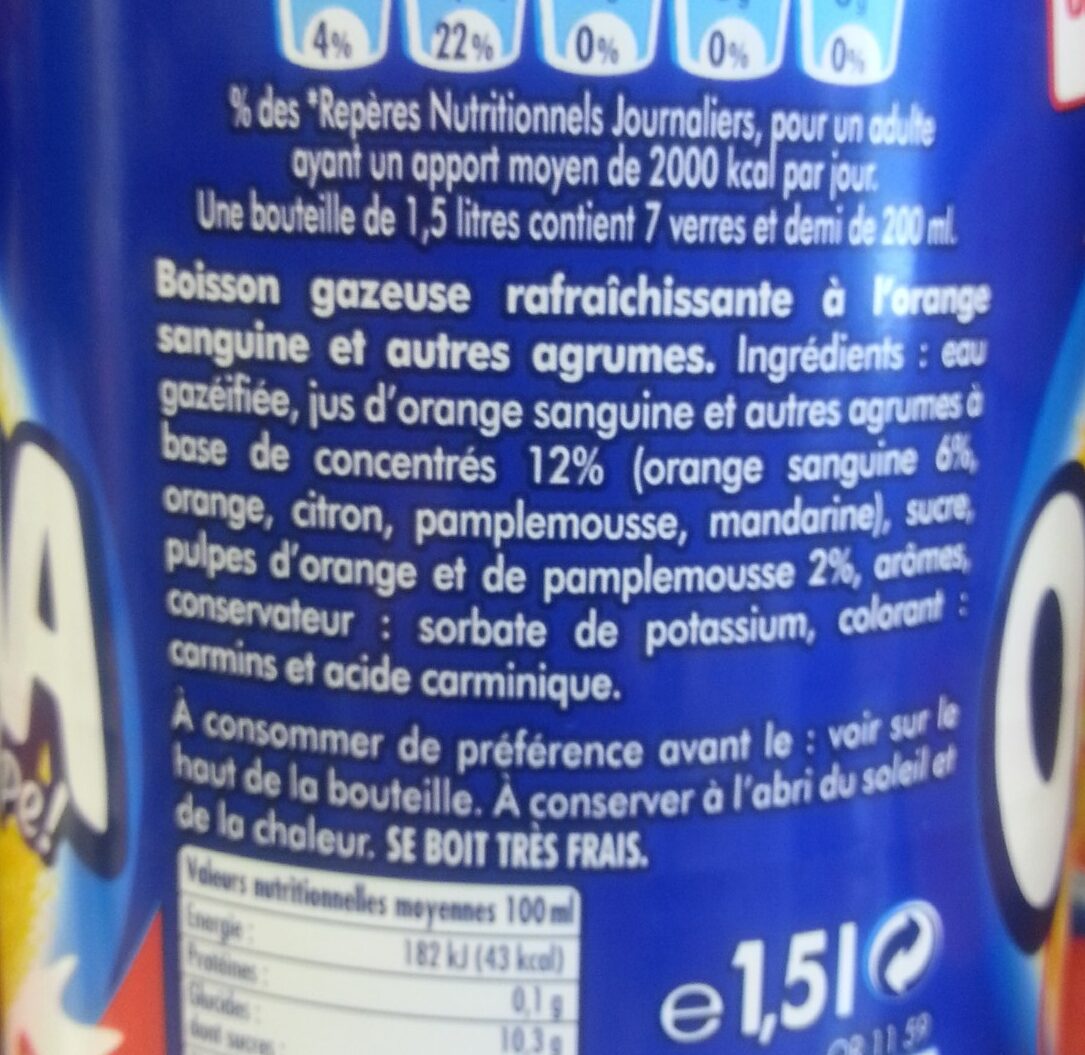 4% 22% 0% 0% 0%
% des *Repères Nutritionnels Journaliers, pour un adulte
ayant un apport moyen de 2000 kcal par jour.
Une bouteille de 1,5 litres contient 7 verres et demi de 200 ml.
Boisson gazeuse rafraîchissante à l'orange
sanguine et autres agrumes. Ingrédients : eau
gazéifiée, jus d'orange sanguine et autres agrumes à
base de concentrés 12% (orange sanguine 6%,
orange, citron, pamplemousse, mandarine), sucre,
pulpes d'orange et de pamplemousse 2%, arômes,
conservateur : sorbate de potassium, colorant :
carmins et acide carminique.
À consommer de préférence avant le : voir sur le
haut de la bouteille. À conserver à l'abri du soleil et
de la chaleur. SE BOIT TRÈS FRAIS.
Valeurs nutritionnelles moyennes 100 ml
Energie : 182 kJ (43 kcal)
Protéines : 0,1 g
Glucides :
dont sucres 10,3 g
e 1,5 l
A
O